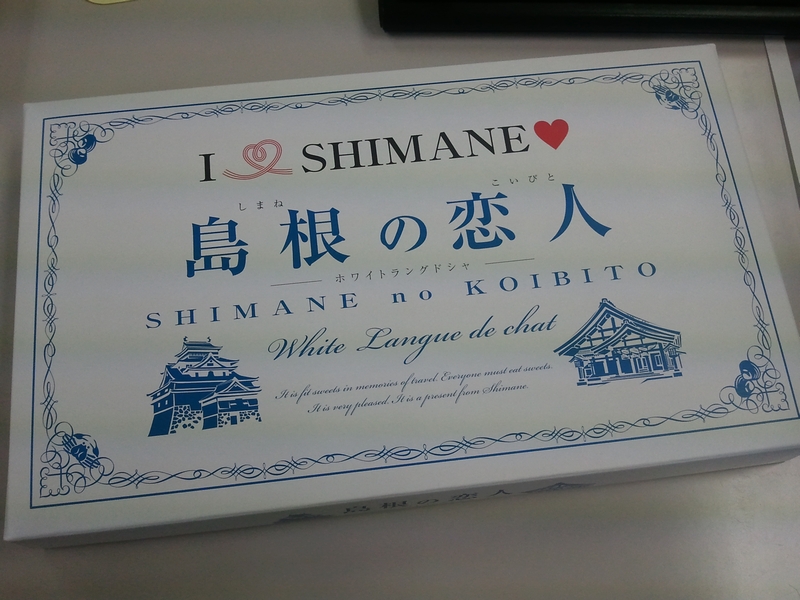 I SHIMANE
しまね こいびと
島根の恋人
ホワイトラングドシャ
SHIMANE no KOIBITO
White Langue de chat
It is fit sweets in memories of travel. Everyone must eat sweets.
It is very pleased. It is a present from Shimane.
島根の恋人